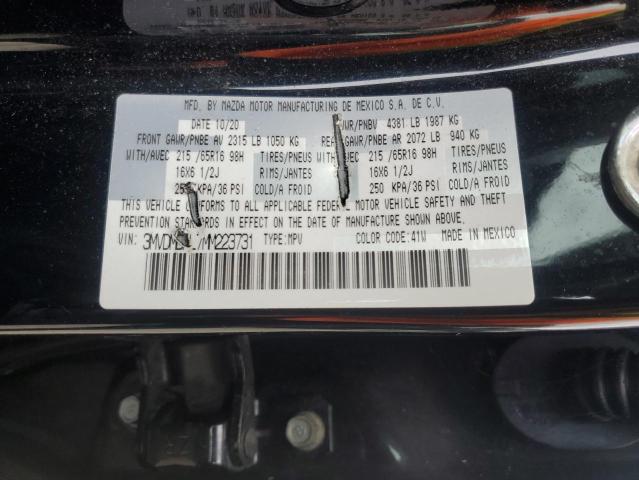 MFD. BY MAZDA MOTOR MANUFACTURING DE MEXICO S.A. DE C.V.
DATE 10/20 4381 LB 1987 KG
FRONT GAWR/PNBE AV 2315 LB 1050 KG GAWR/PNBE AR 2072 LB 940 KG
WITH/AVEC 215/65R16 98H TIRES/PNEUS WITH/AVEC 215/65R16 98H TIRES/PNEUS
16X6 1/2J RIMS/JANTES 16X6 1/2J RIMS/JANTES
KPA/36 PSI COLD/A FROID 250 KPA/36 PSI COLD/A FROID
THIS VEHICLE CONFORMS TO ALL APPLICABLE FEDERAL MOTOR VEHICLE SAFETY AND THEFT
PREVENTION STANDARDS IN EFFECT ON THE DATE OF MANUFACTURE SHOWN ABOVE.
VIN: TYPE:MPV COLOR CODE:41W MADE IN MEXICO